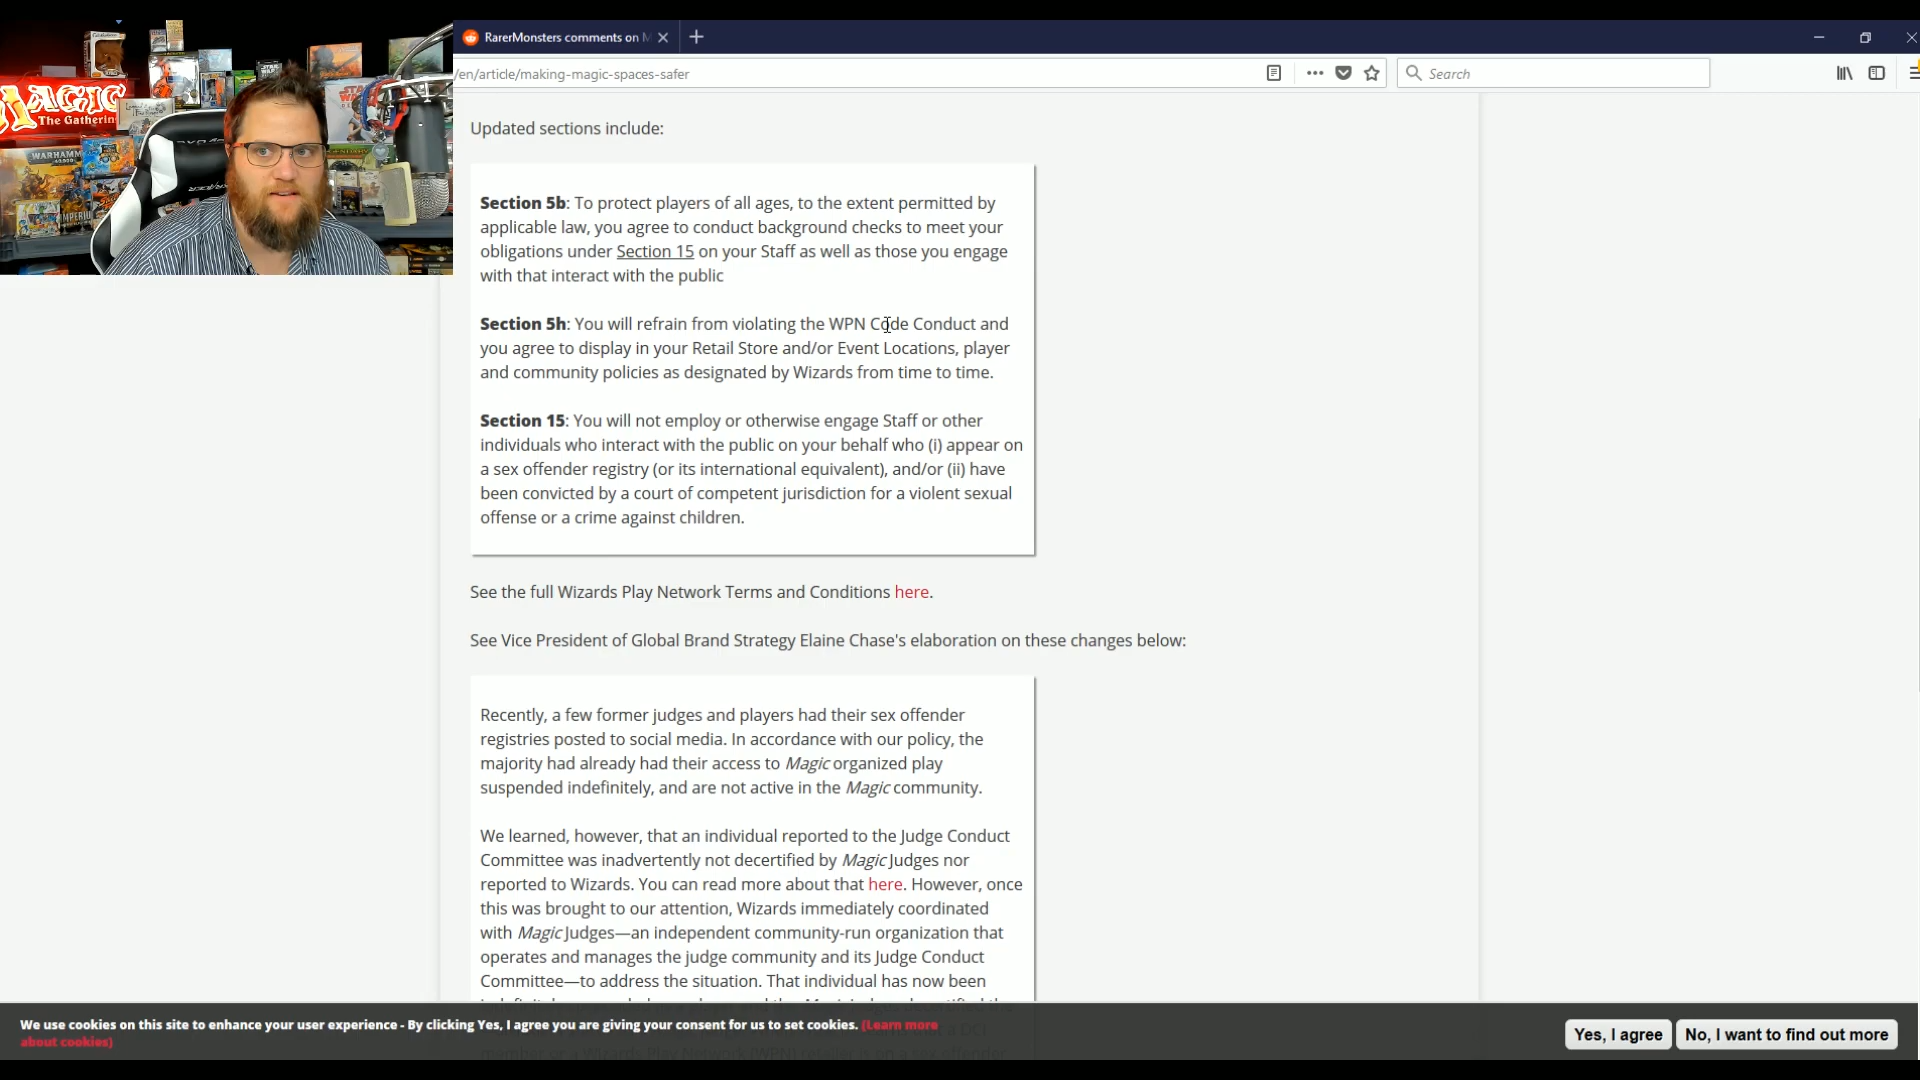 RarerMonsters comments on M
/en/article/making-magic-spaces-safer
Search
MAGIC
The Gathering
WARHAMMER
STAR WARS
Updated sections include:
Section 5b: To protect players of all ages, to the extent permitted by
applicable law, you agree to conduct background checks to meet your
obligations under Section 15 on your Staff as well as those you engage
with that interact with the public
Section 5h: You will refrain from violating the WPN Code Conduct and
you agree to display in your Retail Store and/or Event Locations, player
and community policies as designated by Wizards from time to time.
Section 15: You will not employ or otherwise engage Staff or other
individuals who interact with the public on your behalf who (i) appear on
a sex offender registry (or its international equivalent), and/or (ii) have
been convicted by a court of competent jurisdiction for a violent sexual
offense or a crime against children.
See the full Wizards Play Network Terms and Conditions here.
See Vice President of Global Brand Strategy Elaine Chase's elaboration on these changes below:
Recently, a few former judges and players had their sex offender
registries posted to social media. In accordance with our policy, the
majority had already had their access to Magic organized play
suspended indefinitely, and are not active in the Magic community.
We learned, however, that an individual reported to the Judge Conduct
Committee was inadvertently not decertified by Magic Judges nor
reported to Wizards. You can read more about that here. However, once
this was brought to our attention, Wizards immediately coordinated
with Magic Judges—an independent community-run organization that
operates and manages the judge community and its Judge Conduct
Committee—to address the situation. That individual has now been
We use cookies on this site to enhance your user experience - By clicking Yes, I agree you are giving your consent for us to set cookies. (Learn more
about cookies)
Yes, I agree
No, I want to find out more